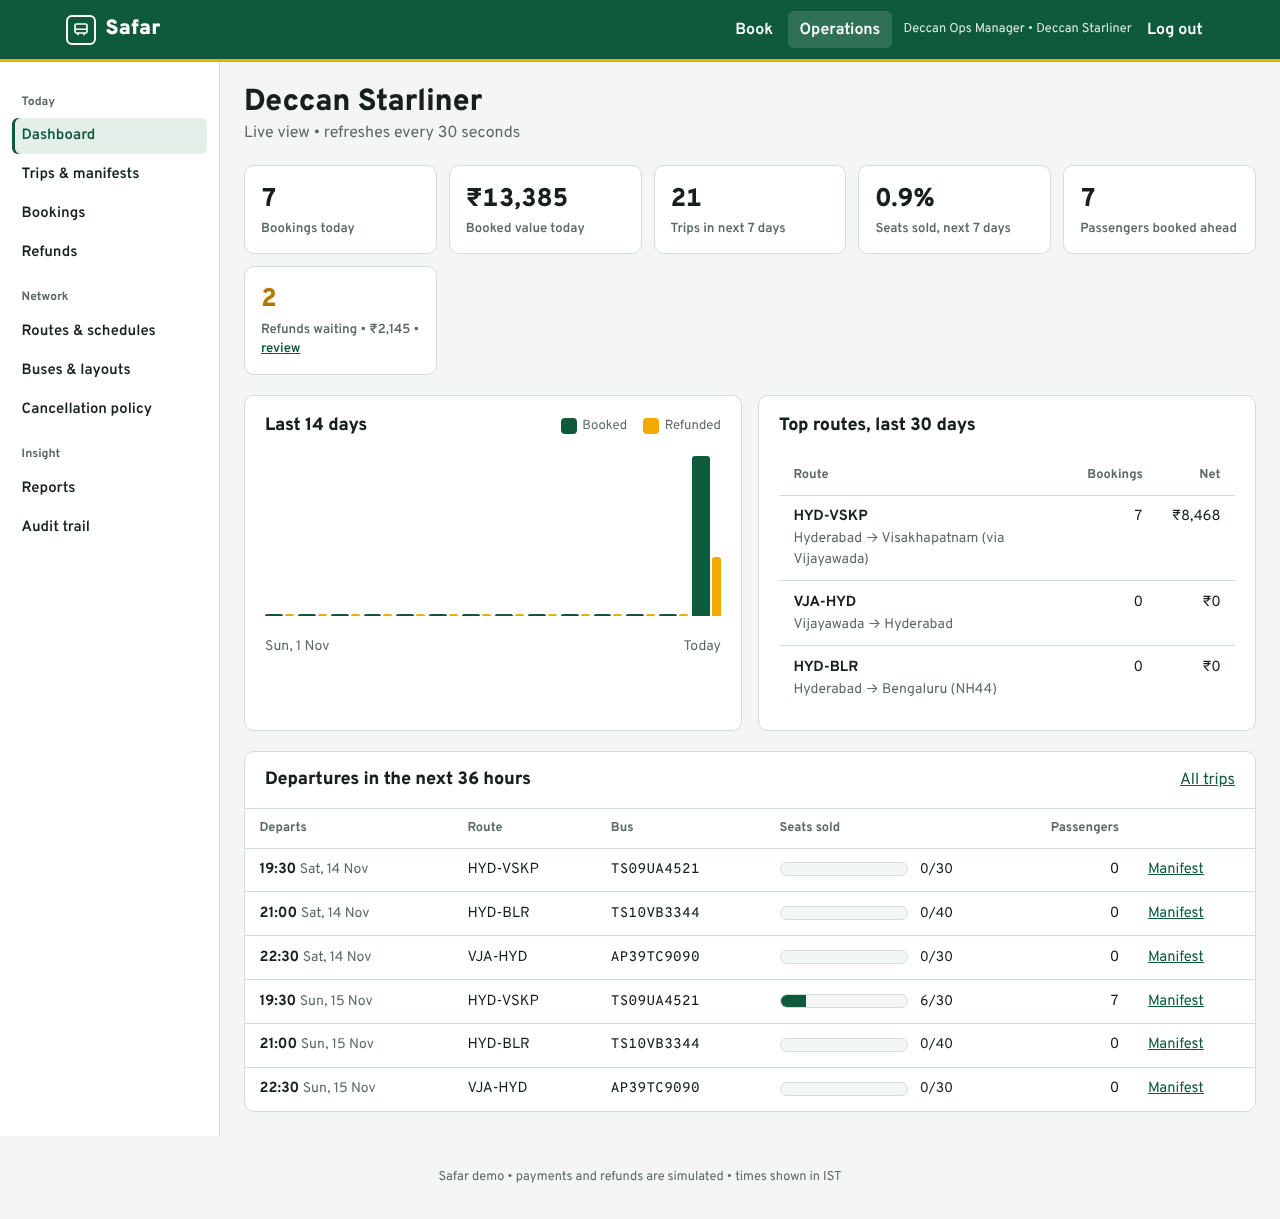 Safar
Book Operations Deccan Ops Manager • Deccan Starliner Log out
Today
Dashboard
Trips & manifests
Bookings
Refunds
Network
Routes & schedules
Buses & layouts
Cancellation policy
Insight
Reports
Audit trail
Deccan Starliner
Live view • refreshes every 30 seconds
7
Bookings today
₹13,385
Booked value today
21
Trips in next 7 days
0.9%
Seats sold, next 7 days
7
Passengers booked ahead
2
Refunds waiting • ₹2,145 •
review
Last 14 days
Booked Refunded
Sun, 1 Nov Today
Top routes, last 30 days
Route Bookings Net
HYD-VSKP 7 ₹8,468
Hyderabad → Visakhapatnam (via
Vijayawada)
VJA-HYD 0 ₹0
Vijayawada → Hyderabad
HYD-BLR 0 ₹0
Hyderabad → Bengaluru (NH44)
Departures in the next 36 hours All trips
Departs Route Bus Seats sold Passengers
19:30 Sat, 14 Nov HYD-VSKP TS09UA4521 0/30 0 Manifest
21:00 Sat, 14 Nov HYD-BLR TS10VB3344 0/40 0 Manifest
22:30 Sat, 14 Nov VJA-HYD AP39TC9090 0/30 0 Manifest
19:30 Sun, 15 Nov HYD-VSKP TS09UA4521 6/30 7 Manifest
21:00 Sun, 15 Nov HYD-BLR TS10VB3344 0/40 0 Manifest
22:30 Sun, 15 Nov VJA-HYD AP39TC9090 0/30 0 Manifest
Safar demo • payments and refunds are simulated • times shown in IST